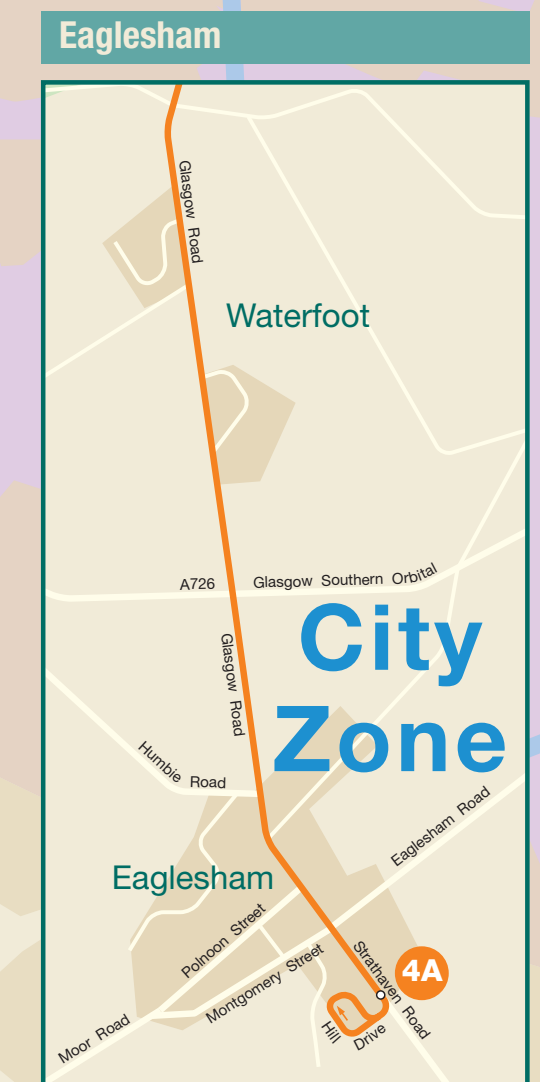 Eaglesham
Glasgow Road
Waterfoot
A726 Glasgow Southern Orbital
City
Zone
Glasgow Road
Humbie Road
Eaglesham Road
Eaglesham
Polnoon Street
Montgomery Street
Strathaven Road
4A
Moor Road
Hill Drive